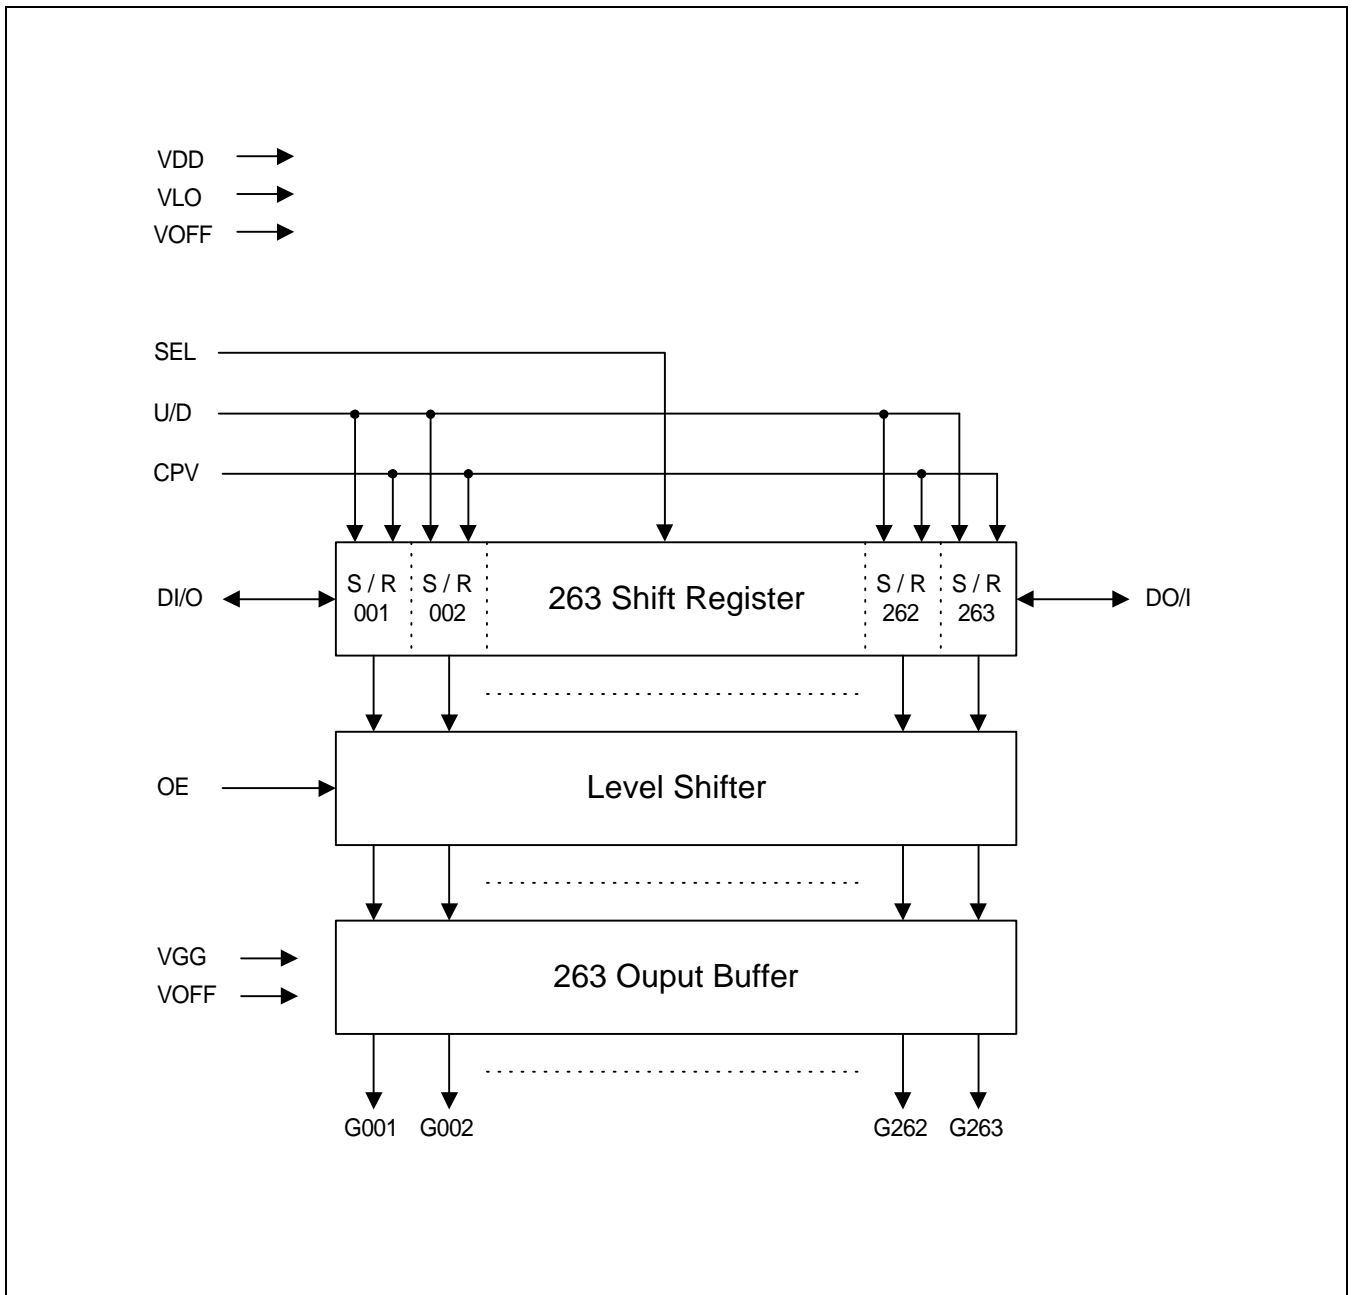 VDD
VLO
VOFF
SEL
U/D
CPV
DI/O
S / R
001
S / R
002
263 Shift Register
S / R
262
S / R
263
DO/I
OE
Level Shifter
VGG
VOFF
263 Ouput Buffer
G001 G002 G262 G263